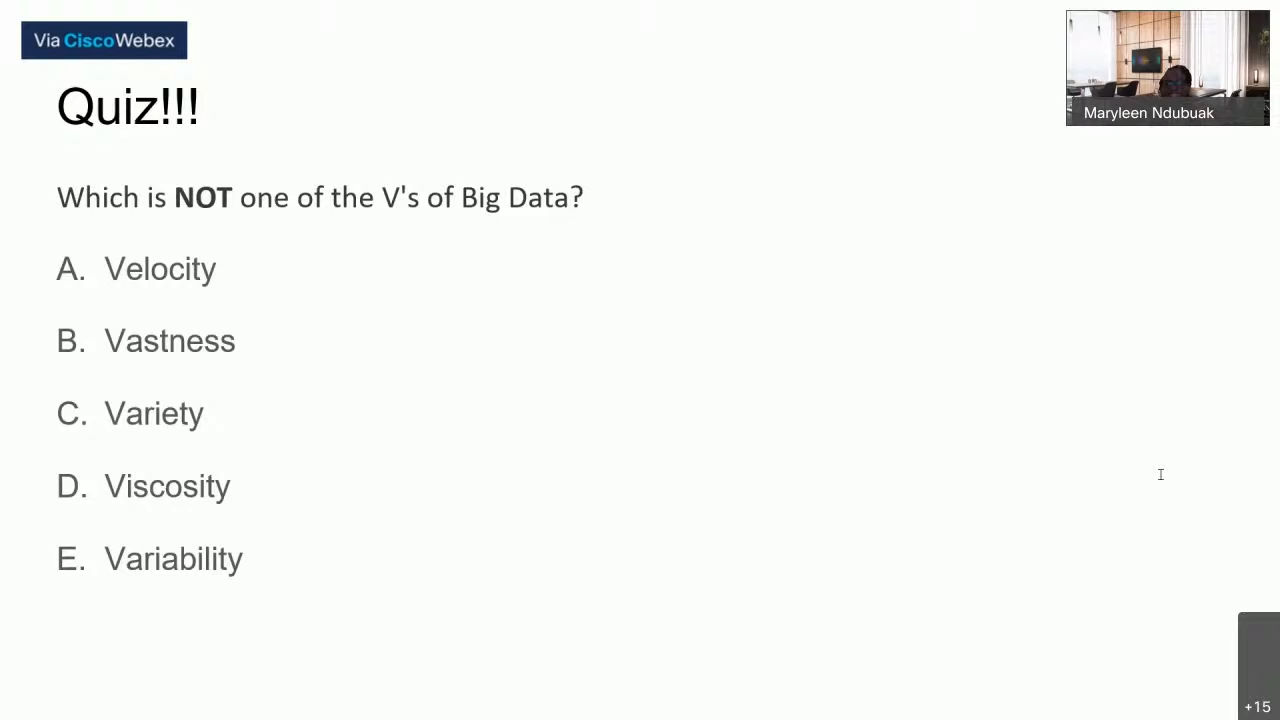 Via CiscoWebex
Maryleen Ndubuak
Quiz!!!
Which is NOT one of the V's of Big Data?
A. Velocity
B. Vastness
C. Variety
D. Viscosity
E. Variability
+15